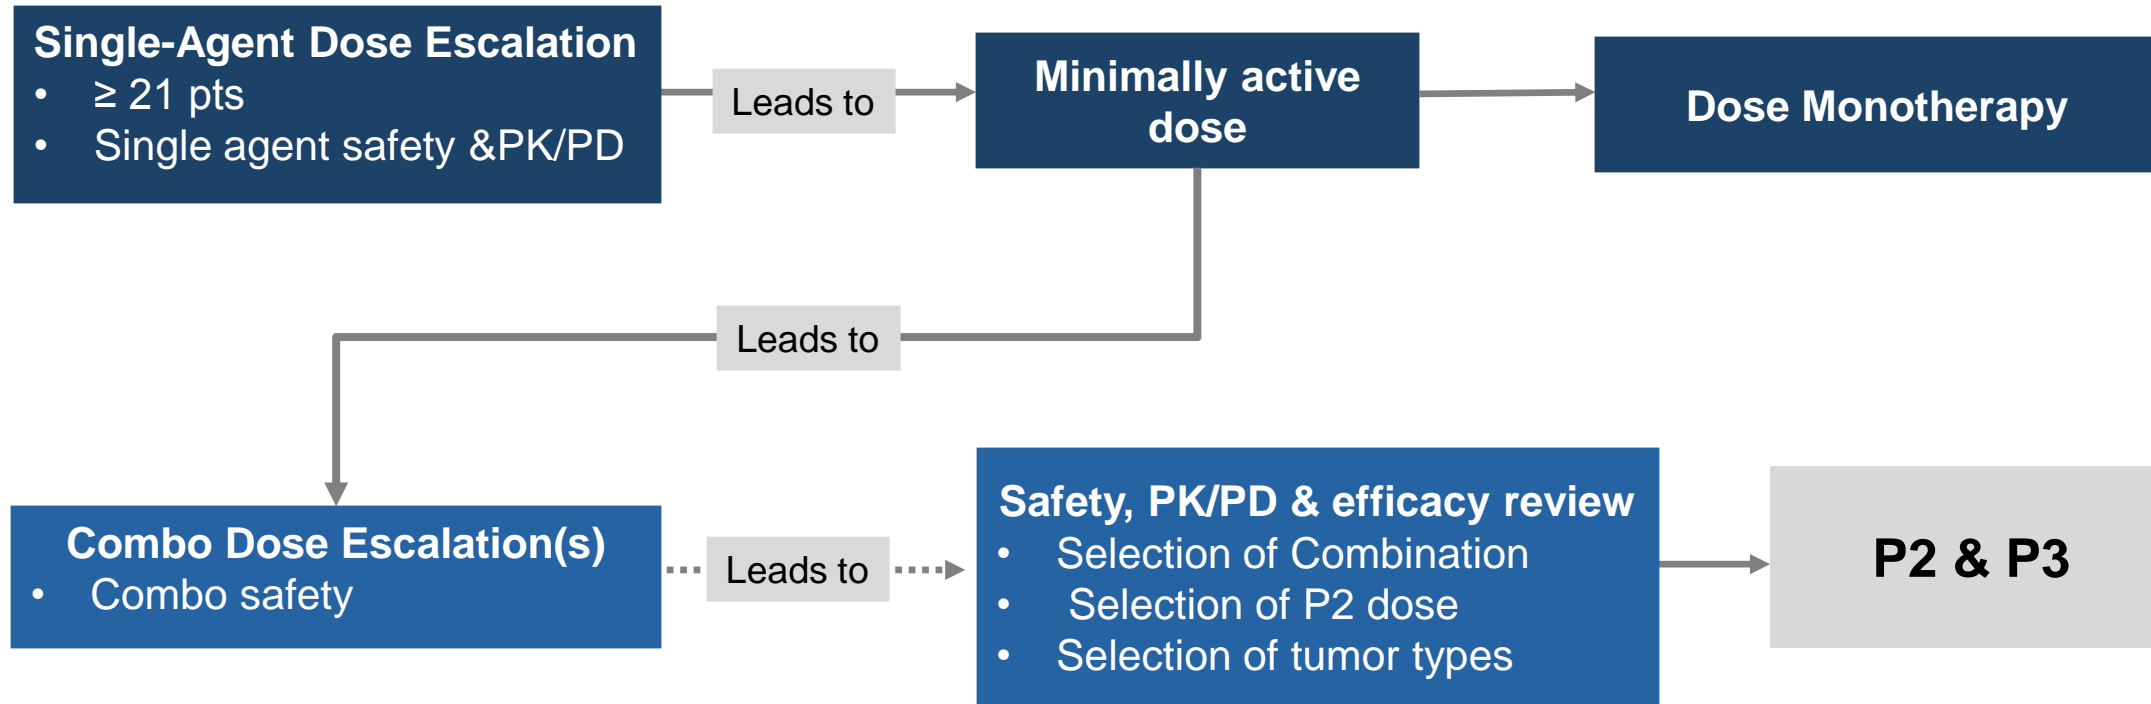 Single-Agent Dose Escalation
• ≥ 21 pts
• Single agent safety &PK/PD
Leads to
Minimally active
dose
Dose Monotherapy
Leads to
Combo Dose Escalation(s)
• Combo safety
Leads to
Safety, PK/PD & efficacy review
• Selection of Combination
• Selection of P2 dose
• Selection of tumor types
P2 & P3